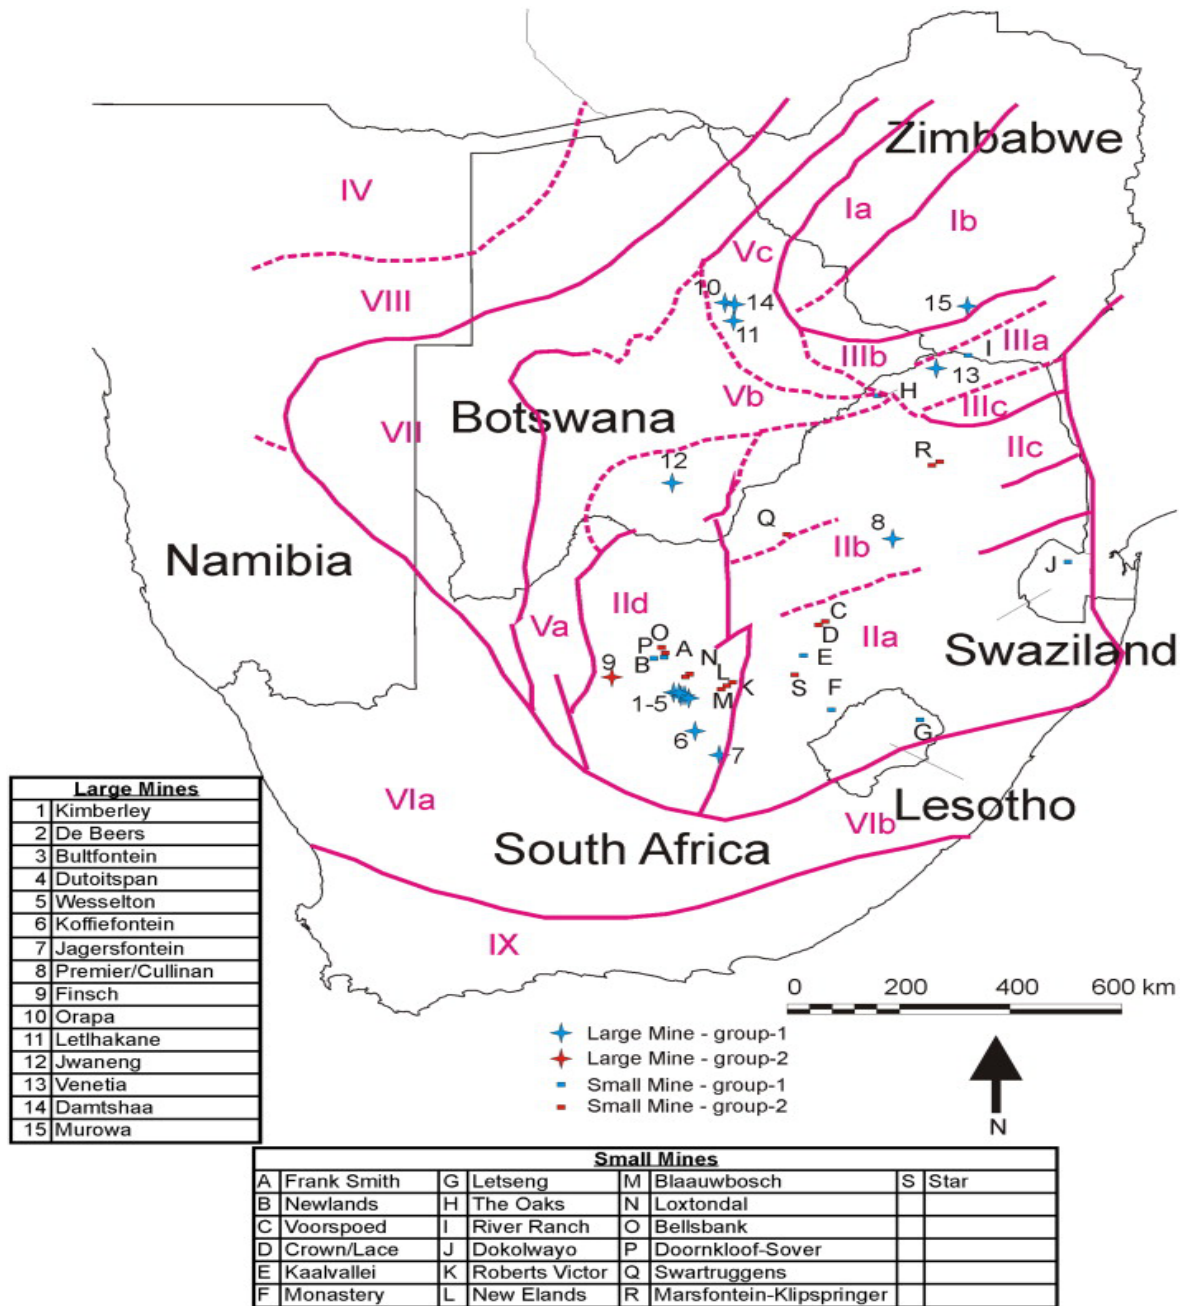 Zimbabwe
IV
Ia
Ib
Vc
VIII
10
14
15
11
IIIb
I
IIIa
13
Vb
H
IIIc
Botswana
VII
R
IIc
12
Q
8
IIb
Namibia
J
IId
C
O
D
Va
P
A
N
IIa
Swaziland
B
E
9
L
K
S
F
1-5
M
G
6
7
VIa
Lesotho
VIb
South Africa
IX
0 200 400 600 km
Large Mine - group-1
Large Mine - group-2
Small Mine - group-1
Small Mine - group-2
N
Large Mines
1 Kimberley
2 De Beers
3 Bultfontein
4 Dutoitspan
5 Wesselton
6 Koffiefontein
7 Jagersfontein
8 Premier/Cullinan
9 Finsch
10 Orapa
11 Letlhakane
12 Jwaneng
13 Venetia
14 Damtshaa
15 Murowa
Small Mines
A Frank Smith G Letseng M Blaauwbosch S Star
B Newlands H The Oaks N Loxtondal
C Voorspoed I River Ranch O Bellsbank
D Crown/Lace J Dokolwayo P Doornkloof-Sover
E Kaalvallei K Roberts Victor Q Swartruggens
F Monastery L New Elands R Marsfontein-Klipspringer